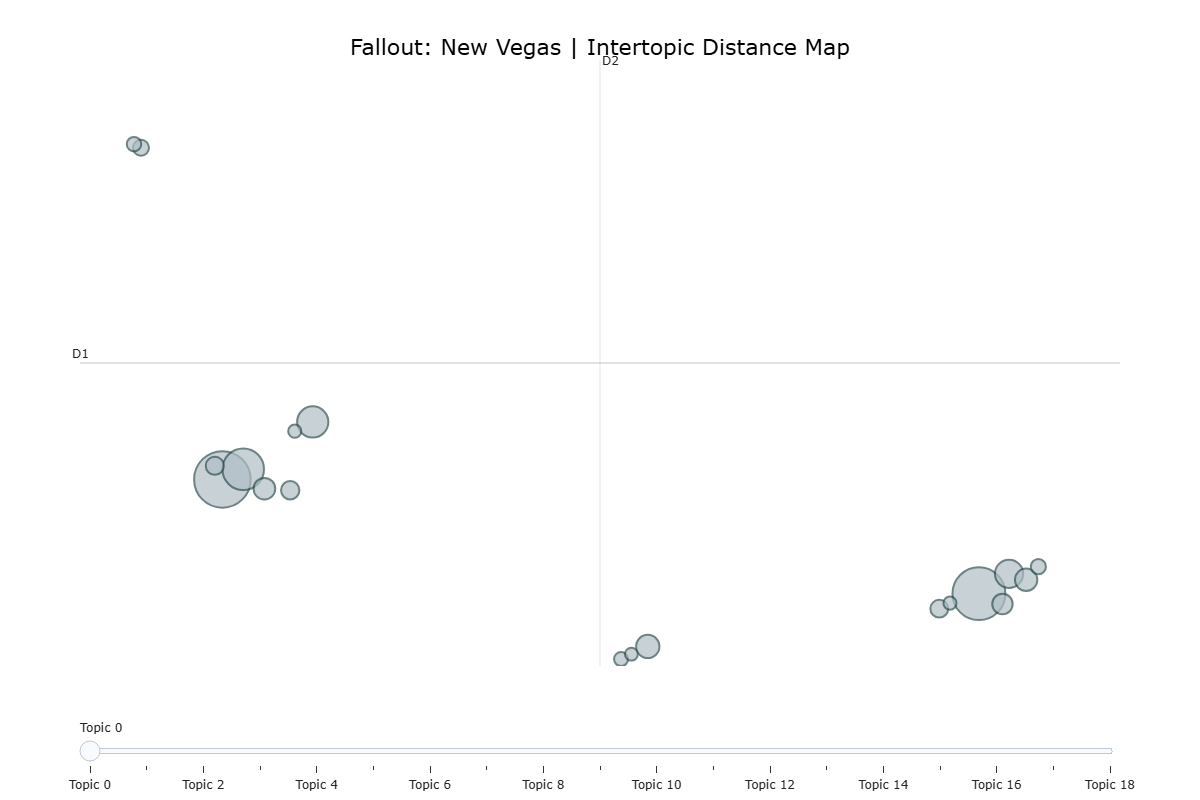 Fallout: New Vegas | Intertopic Distance Map
D2
D1
Topic 0
Topic 0 Topic 2 Topic 4 Topic 6 Topic 8 Topic 10 Topic 12 Topic 14 Topic 16 Topic 18